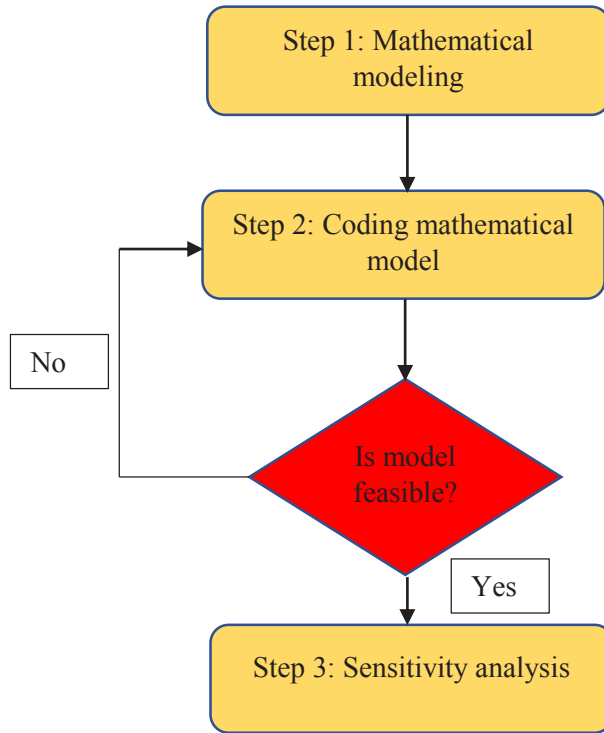 Step 1: Mathematical
modeling
Step 2: Coding mathematical
model
No
Is model
feasible?
Yes
Step 3: Sensitivity analysis